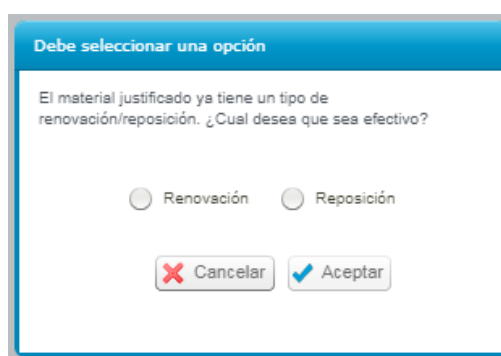 Debe seleccionar una opción
El material justificado ya tiene un tipo de
renovación/reposición. ¿Cual desea que sea efectivo?
Renovación Reposición
Cancelar Aceptar